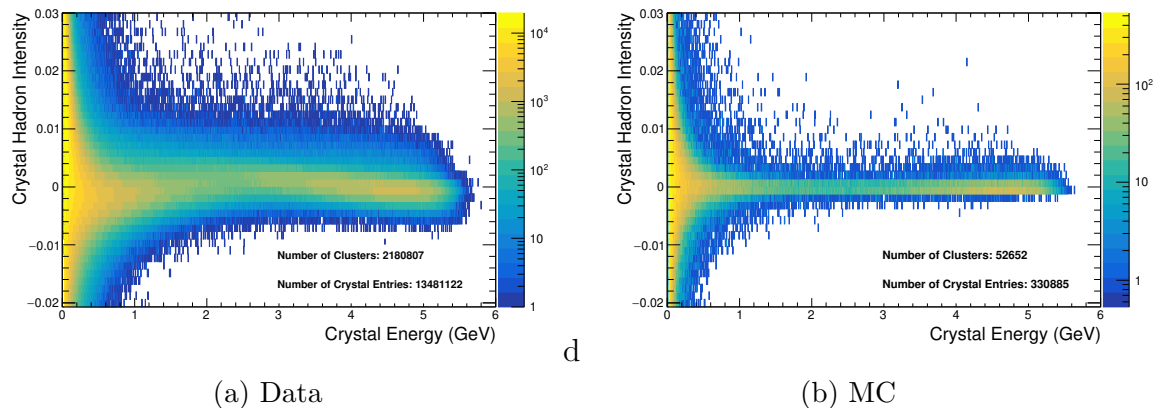 Crystal Hadron Intensity
0.03
0.02
0.01
0
−0.01
−0.02
0 1 2 3 4 5 6
Crystal Energy (GeV)
Number of Clusters: 2180807
Number of Crystal Entries: 13481122
10⁴
10³
10²
10
1
(a) Data
d
Crystal Hadron Intensity
0.03
0.02
0.01
0
−0.01
−0.02
0 1 2 3 4 5 6
Crystal Energy (GeV)
Number of Clusters: 52652
Number of Crystal Entries: 330885
10²
10
1
(b) MC